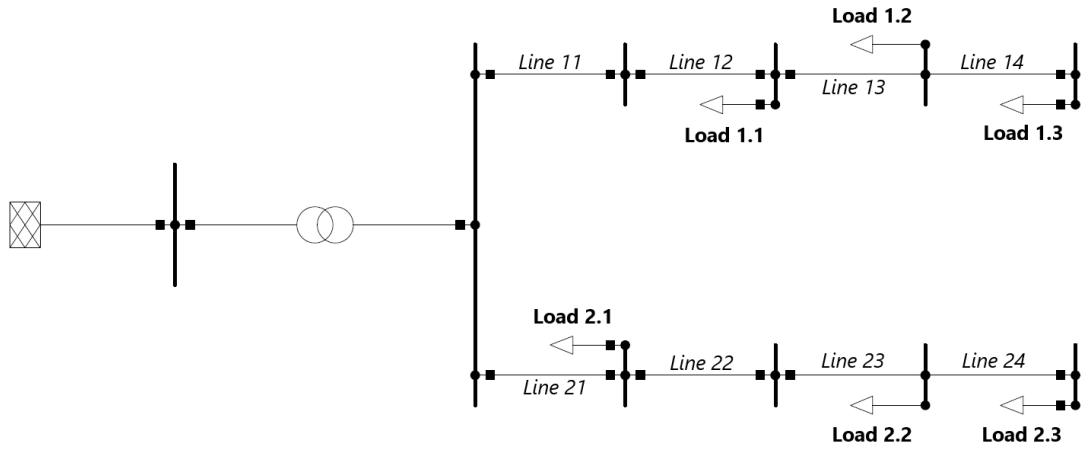 Load 1.2
Line 11
Line 12
Line 14
Line 13
Load 1.1
Load 1.3
Load 2.1
Line 22
Line 23
Line 24
Line 21
Load 2.2
Load 2.3